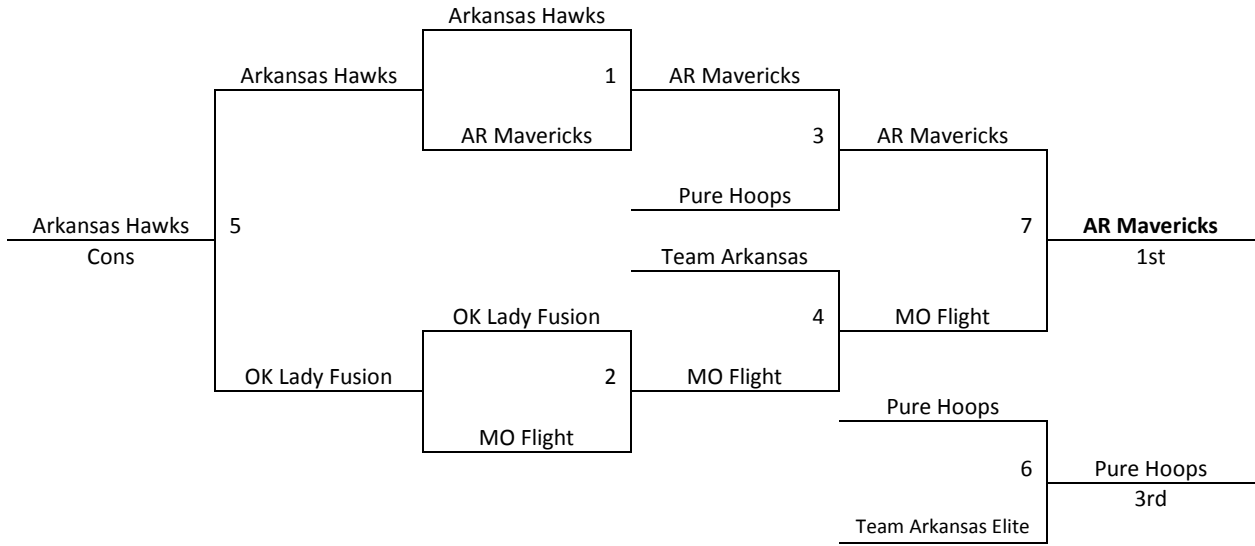 Arkansas Hawks
Arkansas Hawks
1
AR Mavericks
AR Mavericks
3
AR Mavericks
Pure Hoops
Arkansas Hawks
5
7
AR Mavericks
Cons
Team Arkansas
1st
OK Lady Fusion
4
MO Flight
OK Lady Fusion
2
MO Flight
Pure Hoops
MO Flight
6
Pure Hoops
3rd
Team Arkansas Elite